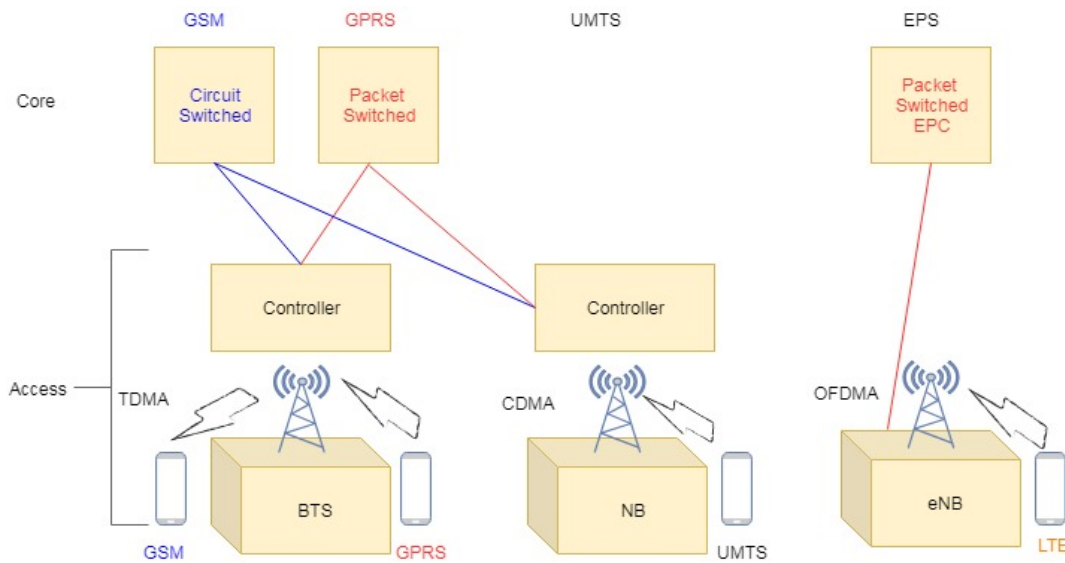 GSM
GPRS
UMTS
EPS
Core
Circuit
Switched
Packet
Switched
Packet
Switched
EPC
Controller
Controller
Access
TDMA
CDMA
OFDMA
BTS
NB
eNB
GSM
GPRS
UMTS
LTE